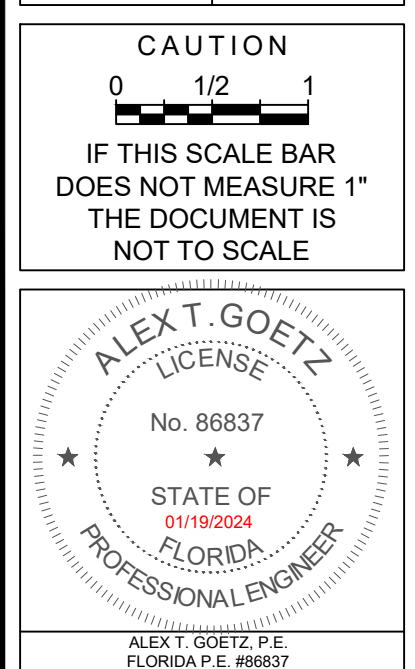 CAUTION
0 1/2 1
IF THIS SCALE BAR
DOES NOT MEASURE 1"
THE DOCUMENT IS
NOT TO SCALE
ALEX T. GOETZ
LICENSE
No. 86837
STATE OF
01/19/2024
FLORIDA
PROFESSIONAL ENGINEER
ALEX T. GOETZ, P.E.
FLORIDA P.E. #86837